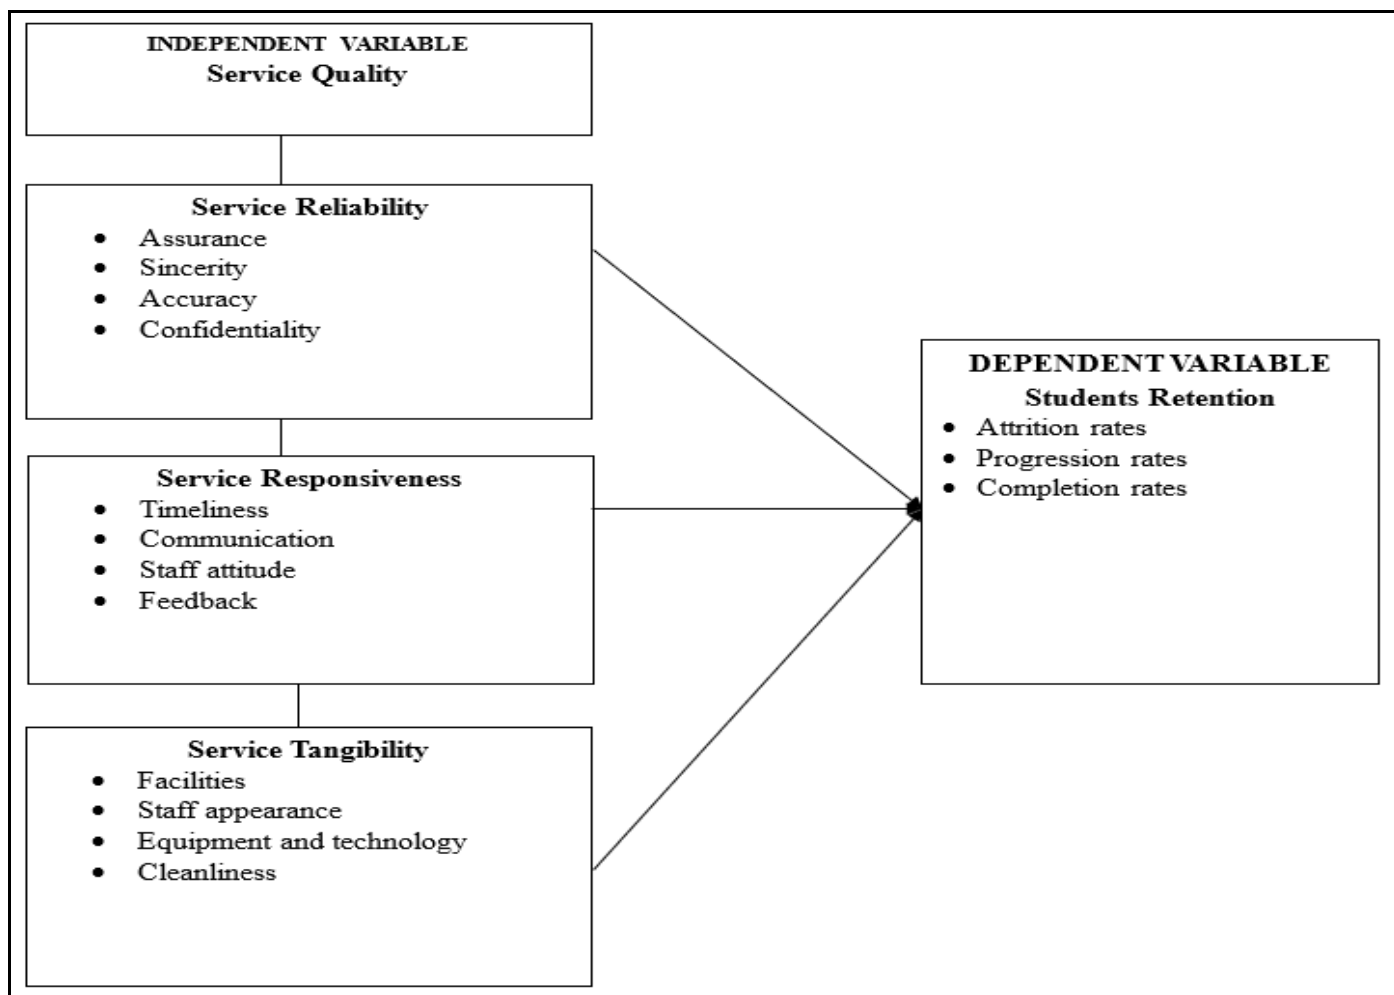 INDEPENDENT VARIABLE
Service Quality
Service Reliability
• Assurance
• Sincerity
• Accuracy
• Confidentiality
Service Responsiveness
• Timeliness
• Communication
• Staff attitude
• Feedback
Service Tangibility
• Facilities
• Staff appearance
• Equipment and technology
• Cleanliness
DEPENDENT VARIABLE
Students Retention
• Attrition rates
• Progression rates
• Completion rates